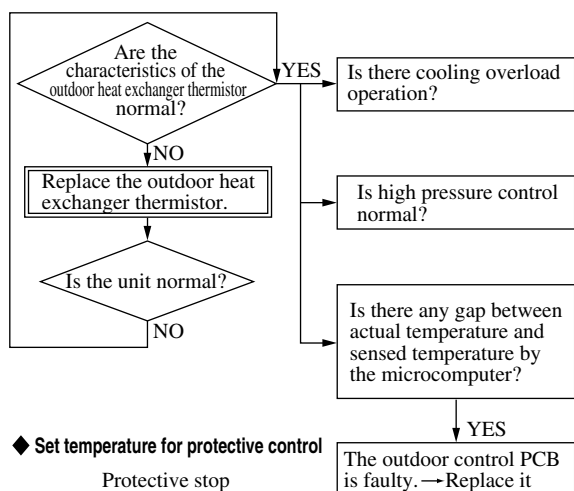 Are the
characteristics of the
outdoor heat exchanger thermistor
normal?
YES
Is there cooling overload
operation?
NO
Replace the outdoor heat
exchanger thermistor.
Is high pressure control
normal?
Is the unit normal?
NO
Is there any gap between
actual temperature and
sensed temperature by
the microcomputer?
YES
The outdoor control PCB
is faulty.→Replace it
◆ Set temperature for protective control
Protective stop